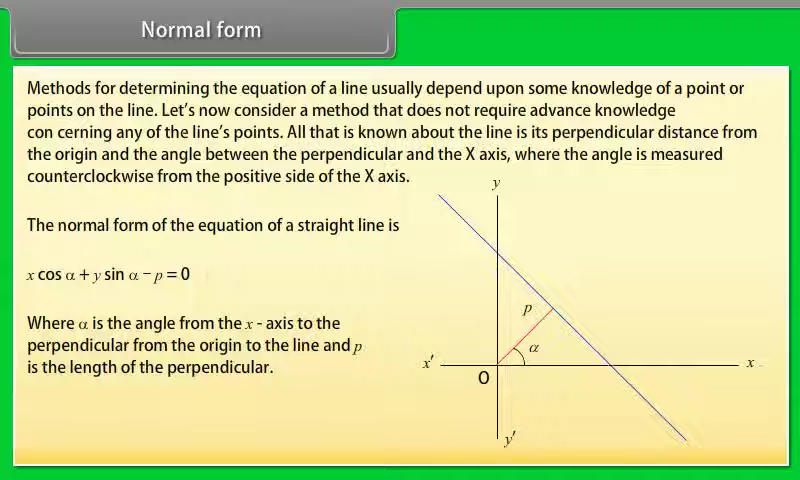 Normal form
Methods for determining the equation of a line usually depend upon some knowledge of a point or
points on the line. Let's now consider a method that does not require advance knowledge
con cerning any of the line's points. All that is known about the line is its perpendicular distance from
the origin and the angle between the perpendicular and the X axis, where the angle is measured
counterclockwise from the positive side of the X axis.
The normal form of the equation of a straight line is
x cos α + y sin α − p = 0
Where α is the angle from the x - axis to the
perpendicular from the origin to the line and p
is the length of the perpendicular.
y
p
α
x'
x
O
y'